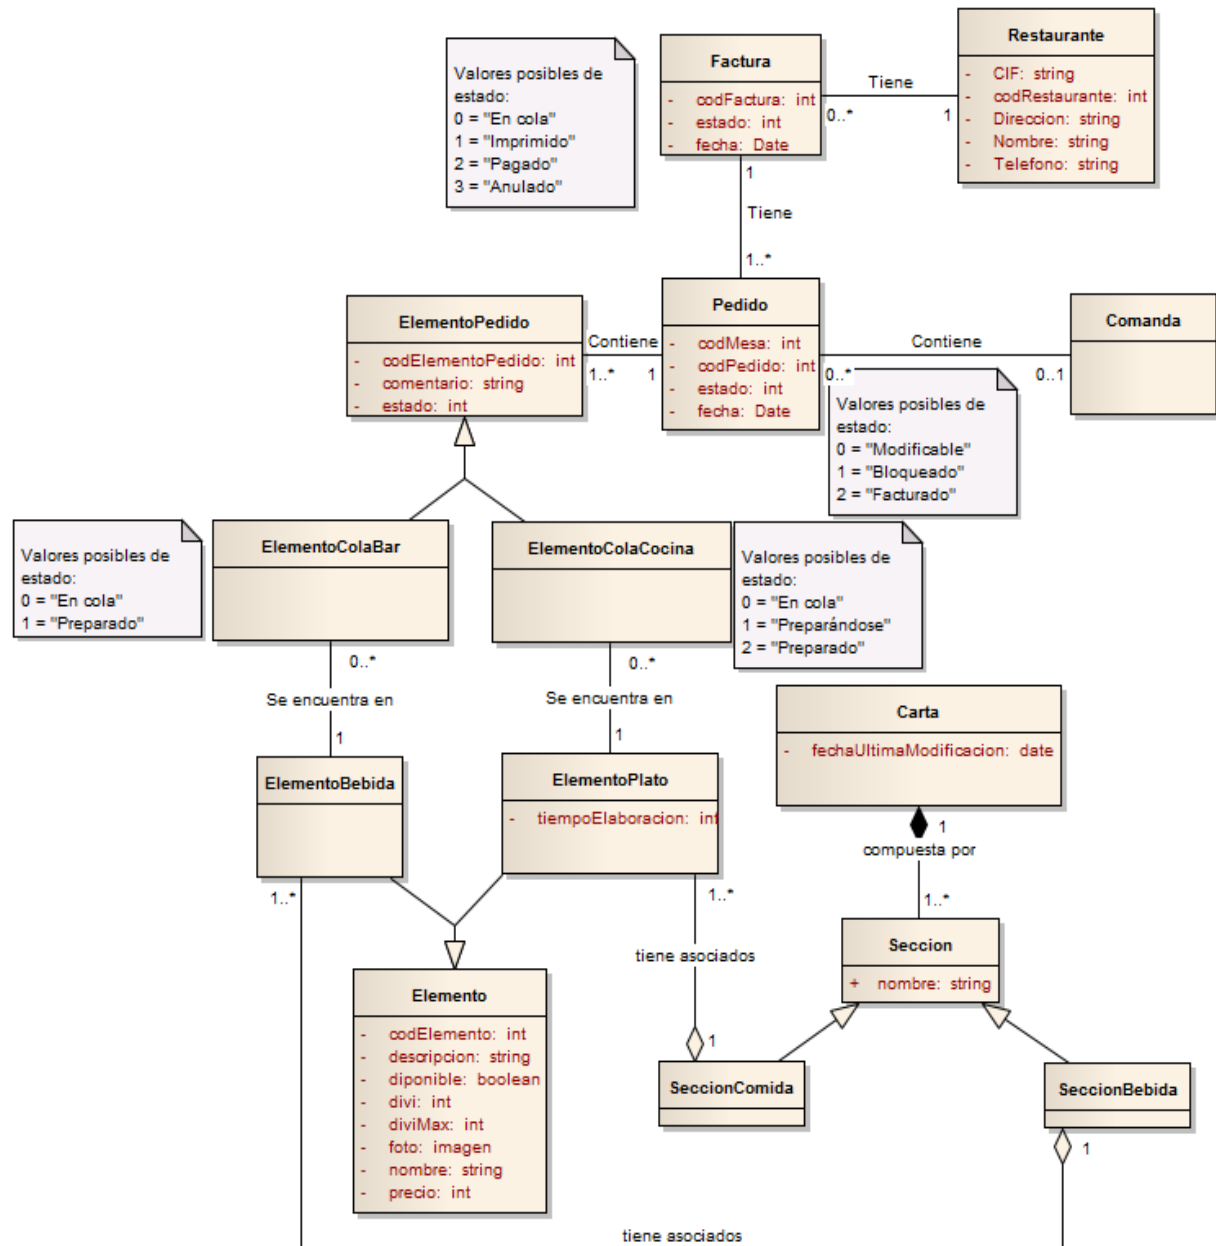 Valores posibles de
estado:
0 = "En cola"
1 = "Imprimido"
2 = "Pagado"
3 = "Anulado"
Factura
- codFactura: int
- estado: int
- fecha: Date
Tiene
0..*
1
Restaurante
- CIF: string
- codRestaurante: int
- Direccion: string
- Nombre: string
- Telefono: string
1
Tiene
1..*
ElementoPedido
- codElementoPedido: int
- comentario: string
- estado: int
Contiene
1..*
1
Pedido
- codMesa: int
- codPedido: int
- estado: int
- fecha: Date
Contiene
0..*
0..1
Comanda
Valores posibles de
estado:
0 = "Modificable"
1 = "Bloqueado"
2 = "Facturado"
Valores posibles de
estado:
0 = "En cola"
1 = "Preparado"
ElementoColaBar
ElementoColaCocina
Valores posibles de
estado:
0 = "En cola"
1 = "Preparándose"
2 = "Preparado"
0..*
Se encuentra en
1
0..*
Se encuentra en
1
ElementoBebida
ElementoPlato
- tiempoElaboracion: int
Carta
- fechaUltimaModificacion: date
1
compuesta por
1..*
1..*
1..*
Seccion
+ nombre: string
tiene asociados
1
Elemento
- codElemento: int
- descripcion: string
- diponible: boolean
- divi: int
- diviMax: int
- foto: imagen
- nombre: string
- precio: int
SeccionComida
SeccionBebida
1
tiene asociados